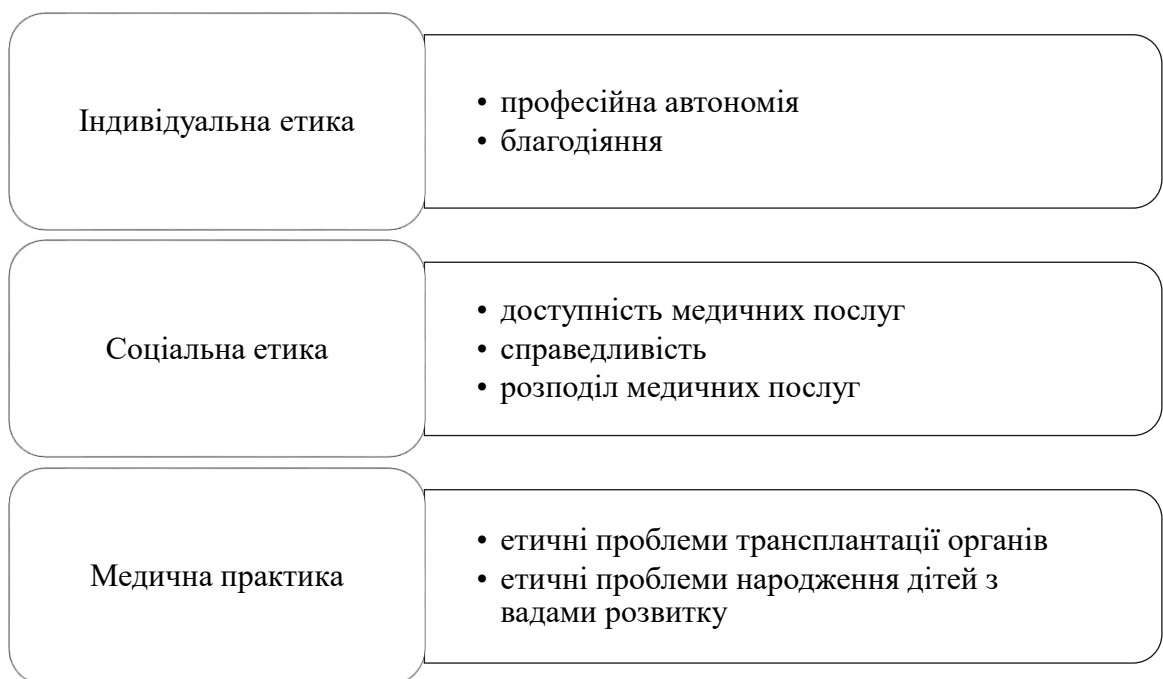 Індивідуальна етика
• професійна автономія
• благодіяння
Соціальна етика
• доступність медичних послуг
• справедливість
• розподіл медичних послуг
Медична практика
• етичні проблеми трансплантації органів
• етичні проблеми народження дітей з
вадами розвитку